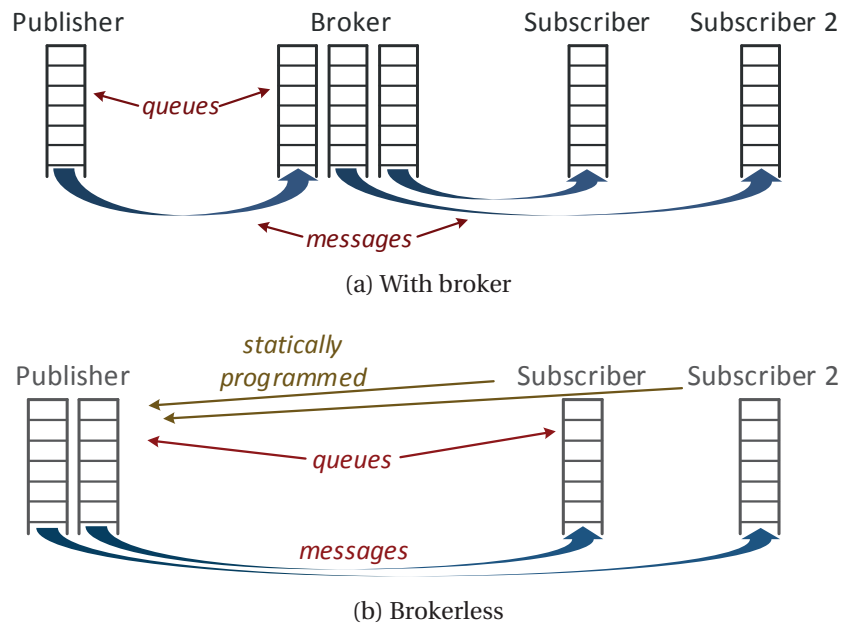 Publisher Broker Subscriber Subscriber 2
queues
messages
(a) With broker
statically
programmed
Publisher Subscriber Subscriber 2
queues
messages
(b) Brokerless